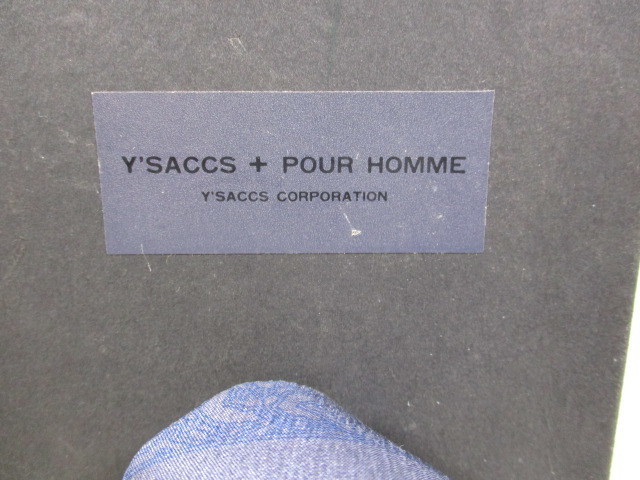 Y'SACCS + POUR HOMME
Y'SACCS CORPORATION